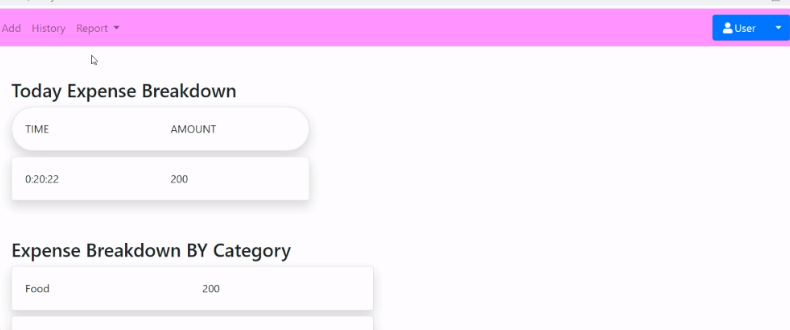 Add History Report User
Today Expense Breakdown
TIME AMOUNT
0:20:22 200
Expense Breakdown BY Category
Food 200